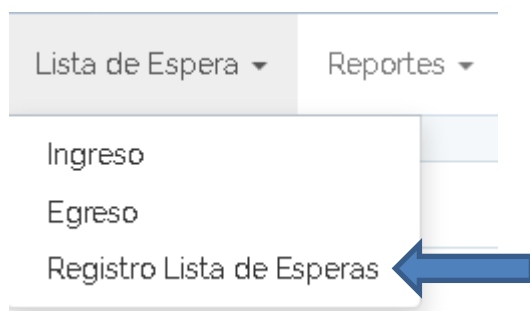 Lista de Espera Reportes
Ingreso
Egreso
Registro Lista de Esperas